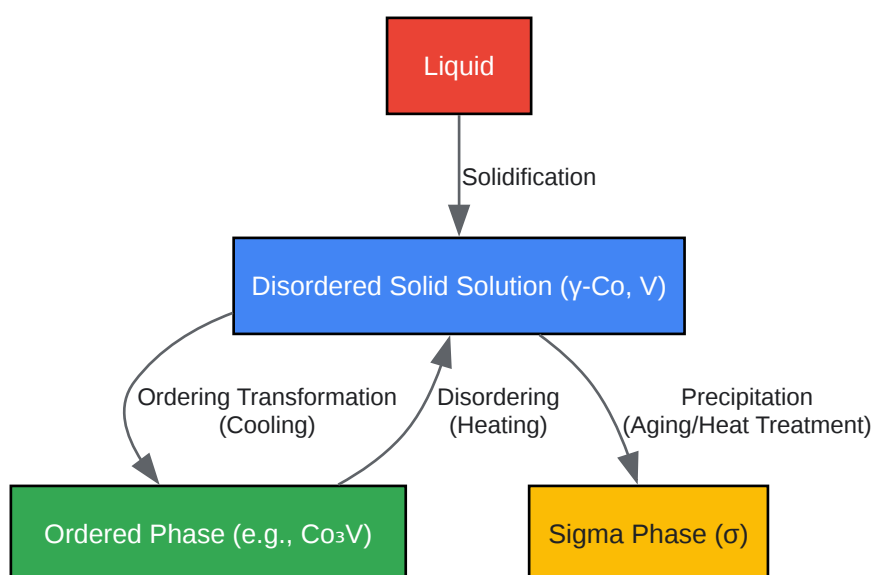 Liquid
Solidification
Disordered Solid Solution (γ-Co, V)
Ordering Transformation
(Cooling)
Disordering
(Heating)
Precipitation
(Aging/Heat Treatment)
Ordered Phase (e.g., Co₃V)
Sigma Phase (σ)